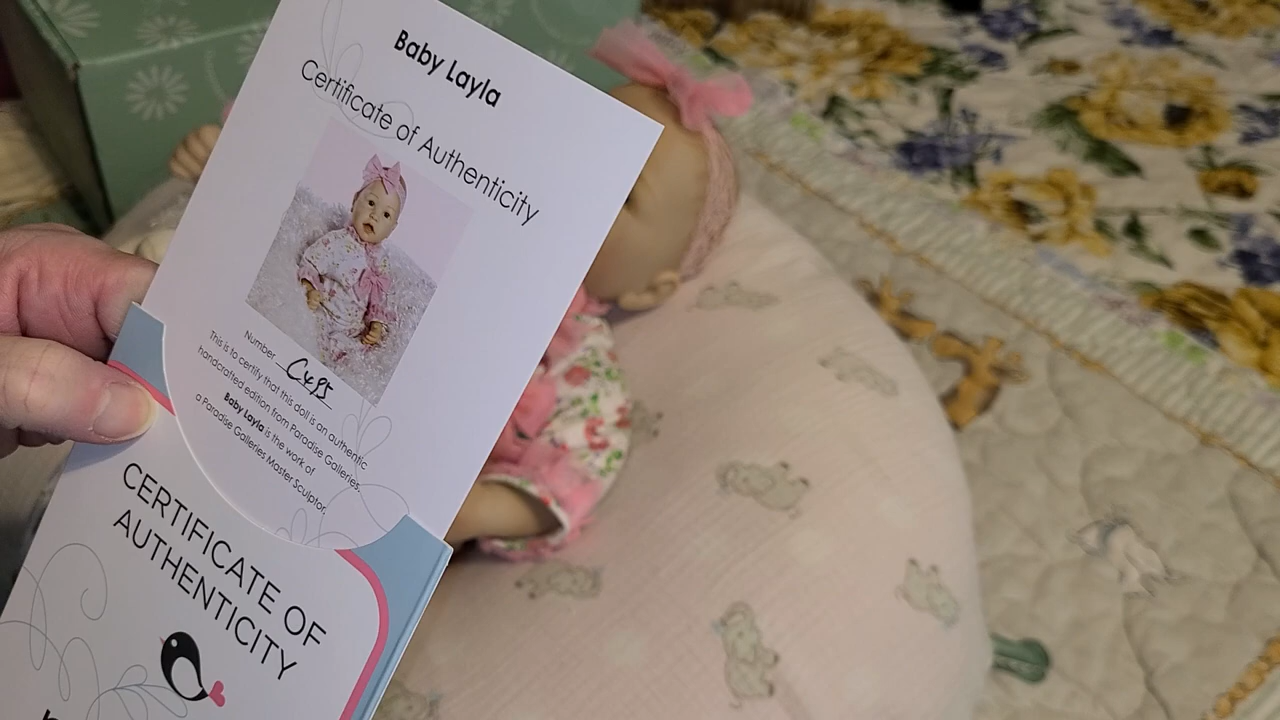 Baby Layla
Certificate of Authenticity
Number C495
This is to certify that this doll is an authentic
handcrafted edition from Paradise Galleries.
Baby Layla is the work of
a Paradise Galleries Master Sculptor.
CERTIFICATE OF
AUTHENTICITY